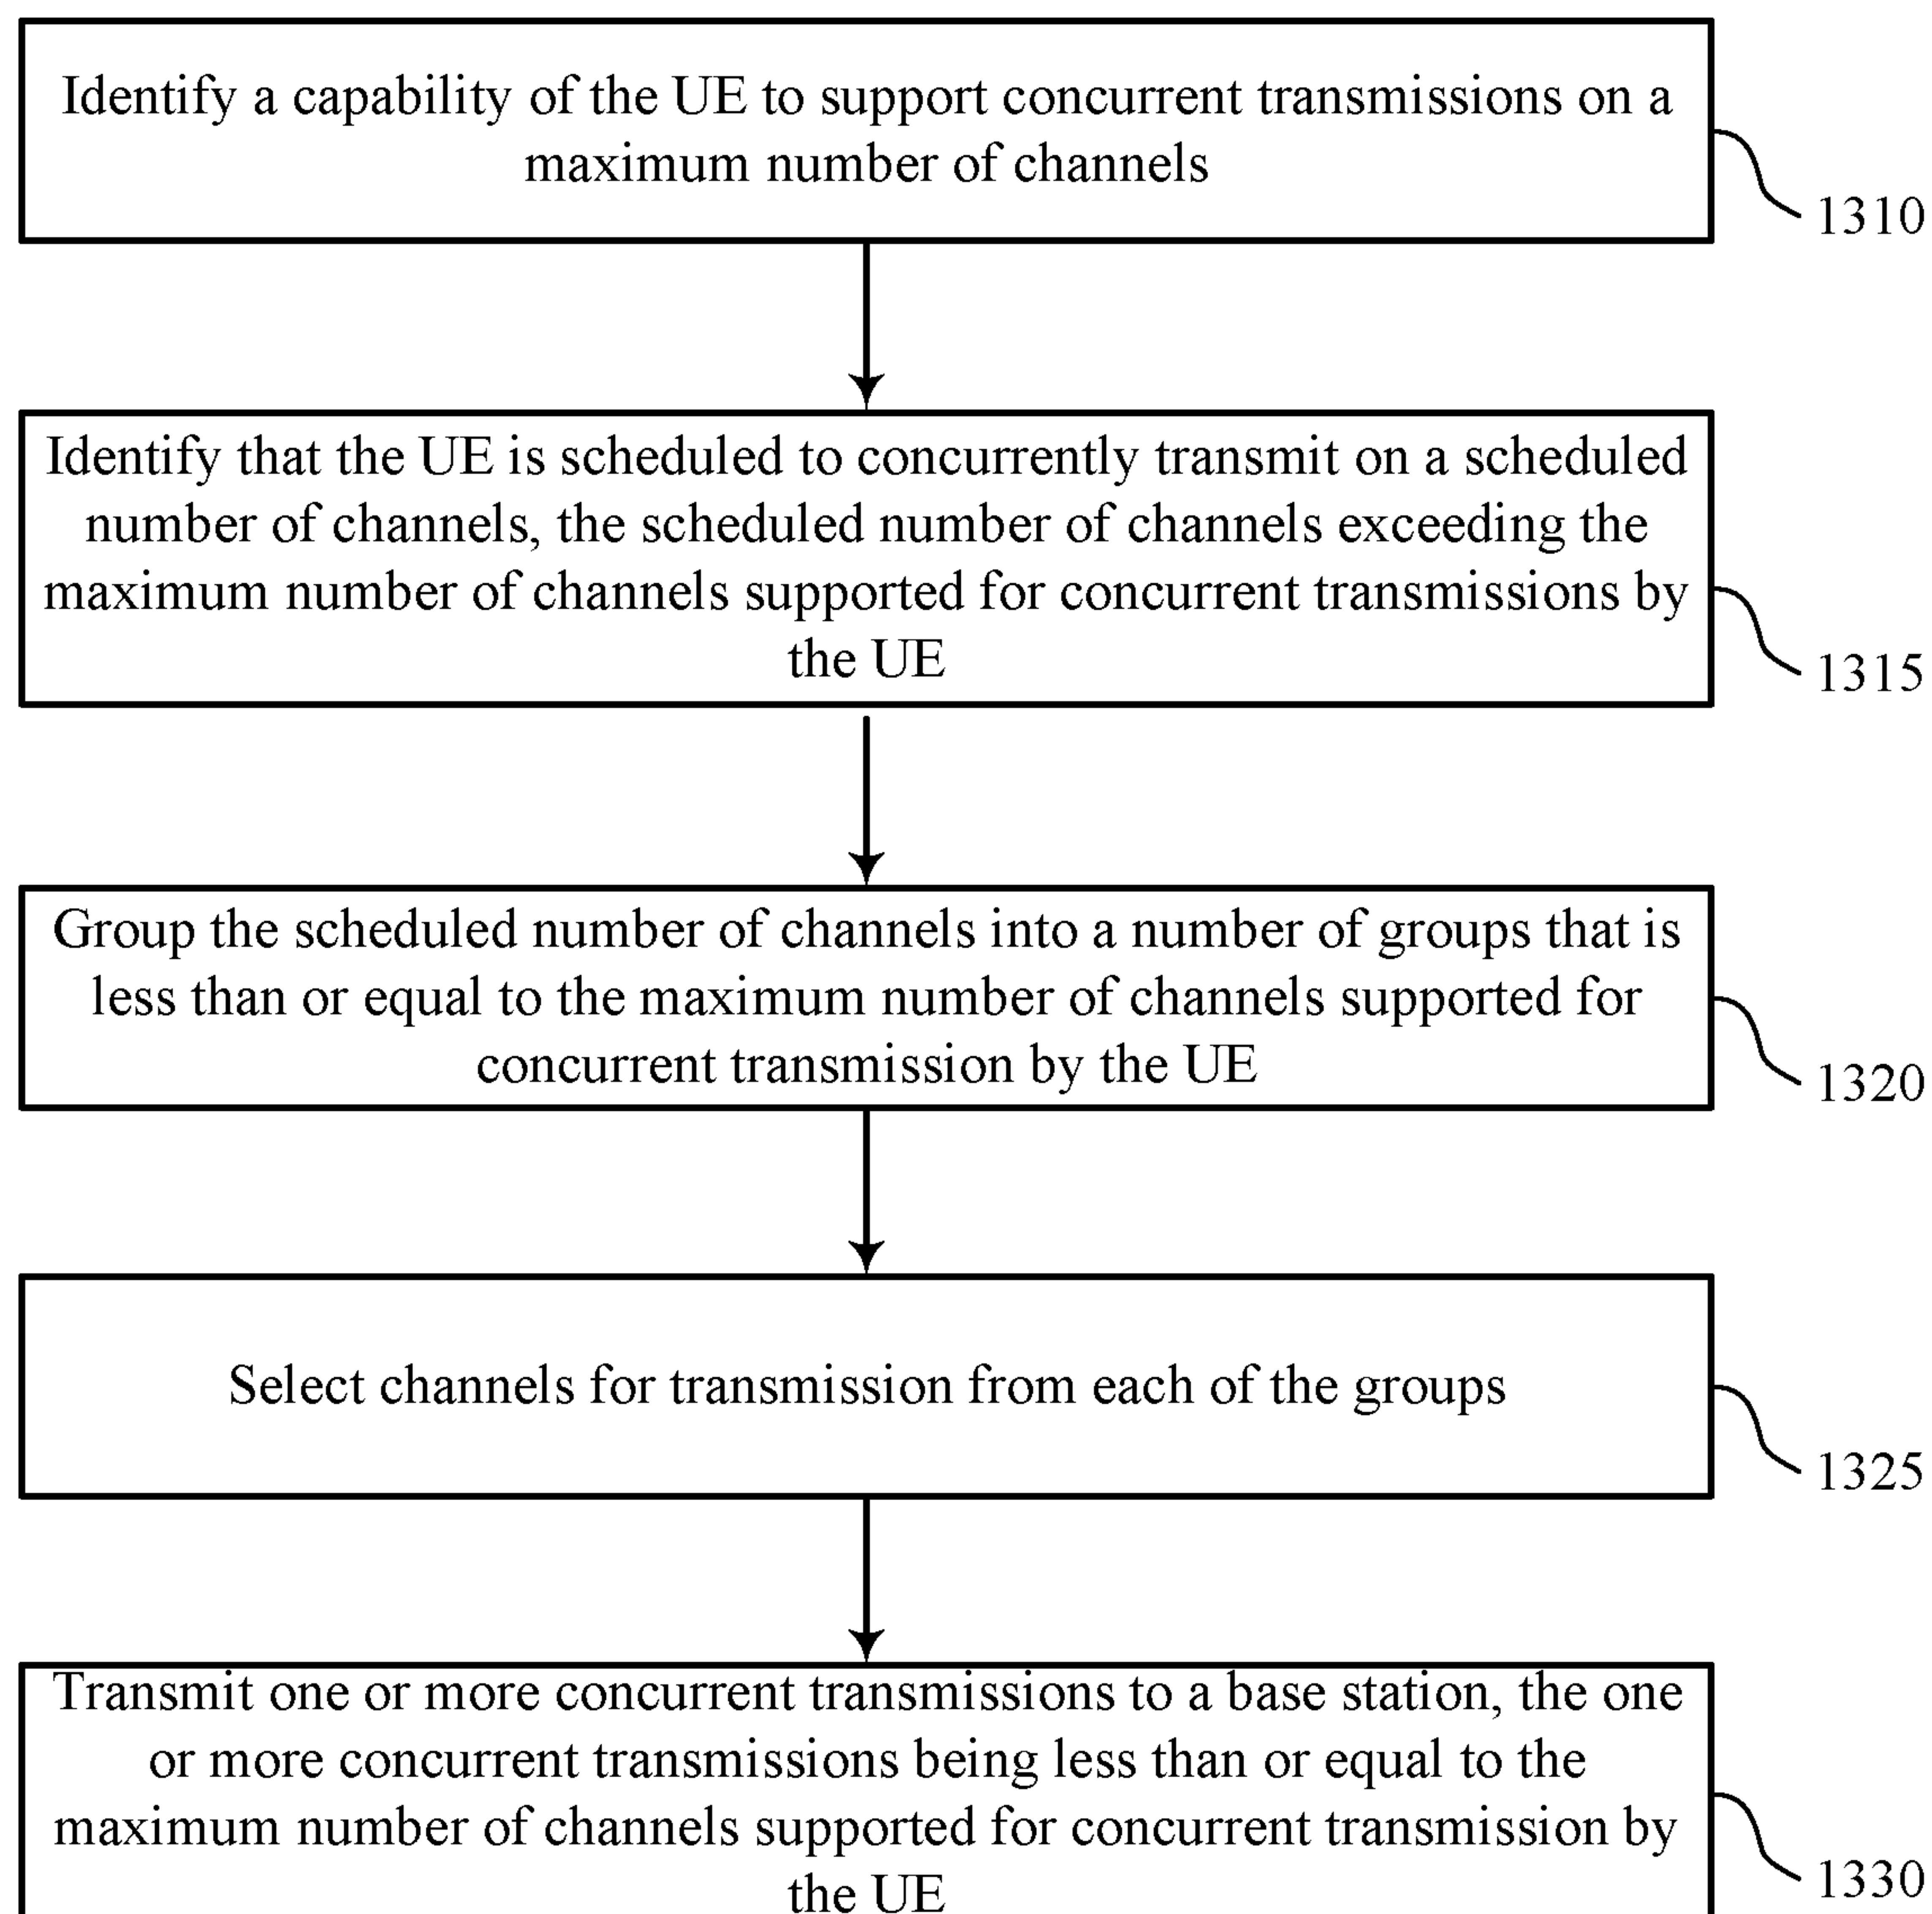 Identify a capability of the UE to support concurrent transmissions on a
maximum number of channels
1310
Identify that the UE is scheduled to concurrently transmit on a scheduled
number of channels, the scheduled number of channels exceeding the
maximum number of channels supported for concurrent transmissions by
the UE
1315
Group the scheduled number of channels into a number of groups that is
less than or equal to the maximum number of channels supported for
concurrent transmission by the UE
1320
Select channels for transmission from each of the groups
1325
Transmit one or more concurrent transmissions to a base station, the one
or more concurrent transmissions being less than or equal to the
maximum number of channels supported for concurrent transmission by
the UE
1330